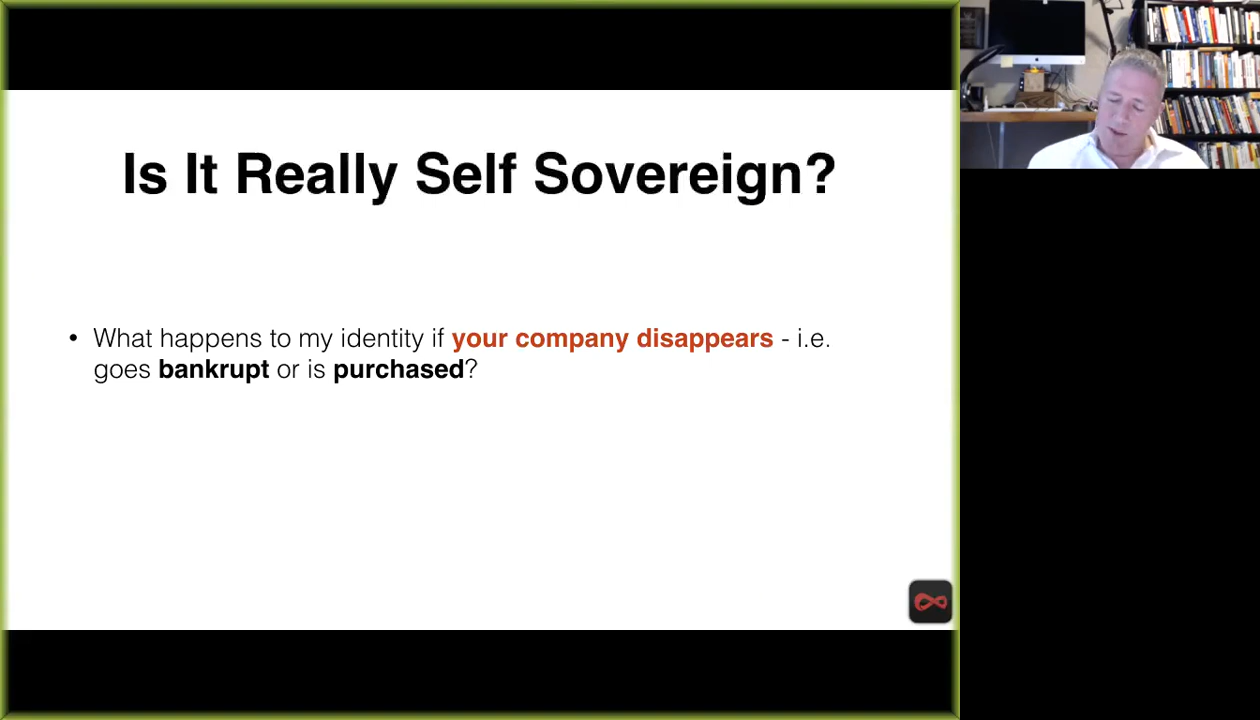 Is It Really Self Sovereign?
• What happens to my identity if your company disappears - i.e.
goes bankrupt or is purchased?